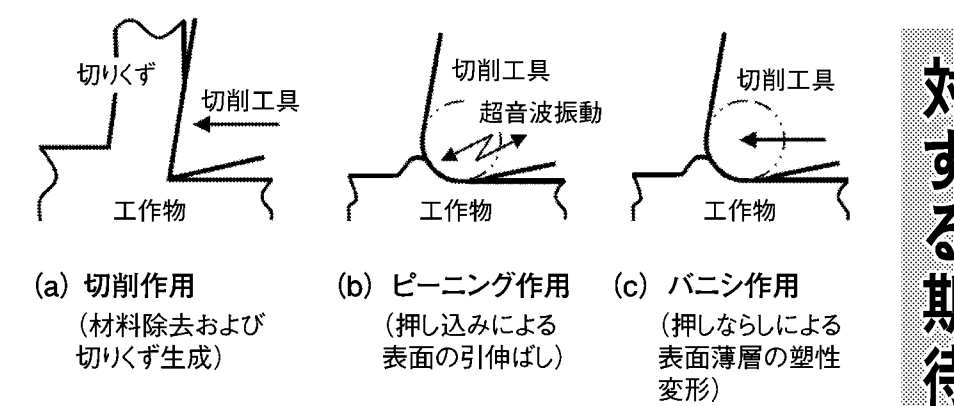 切りくず
切削工具
工作物
(a) 切削作用
(材料除去および
切りくず生成)
切削工具
超音波振動
工作物
(b) ピーニング作用
(押し込みによる
表面の引伸ばし)
切削工具
工作物
(c) バニシ作用
(押しならしによる
表面薄層の塑性
変形)
対する期待